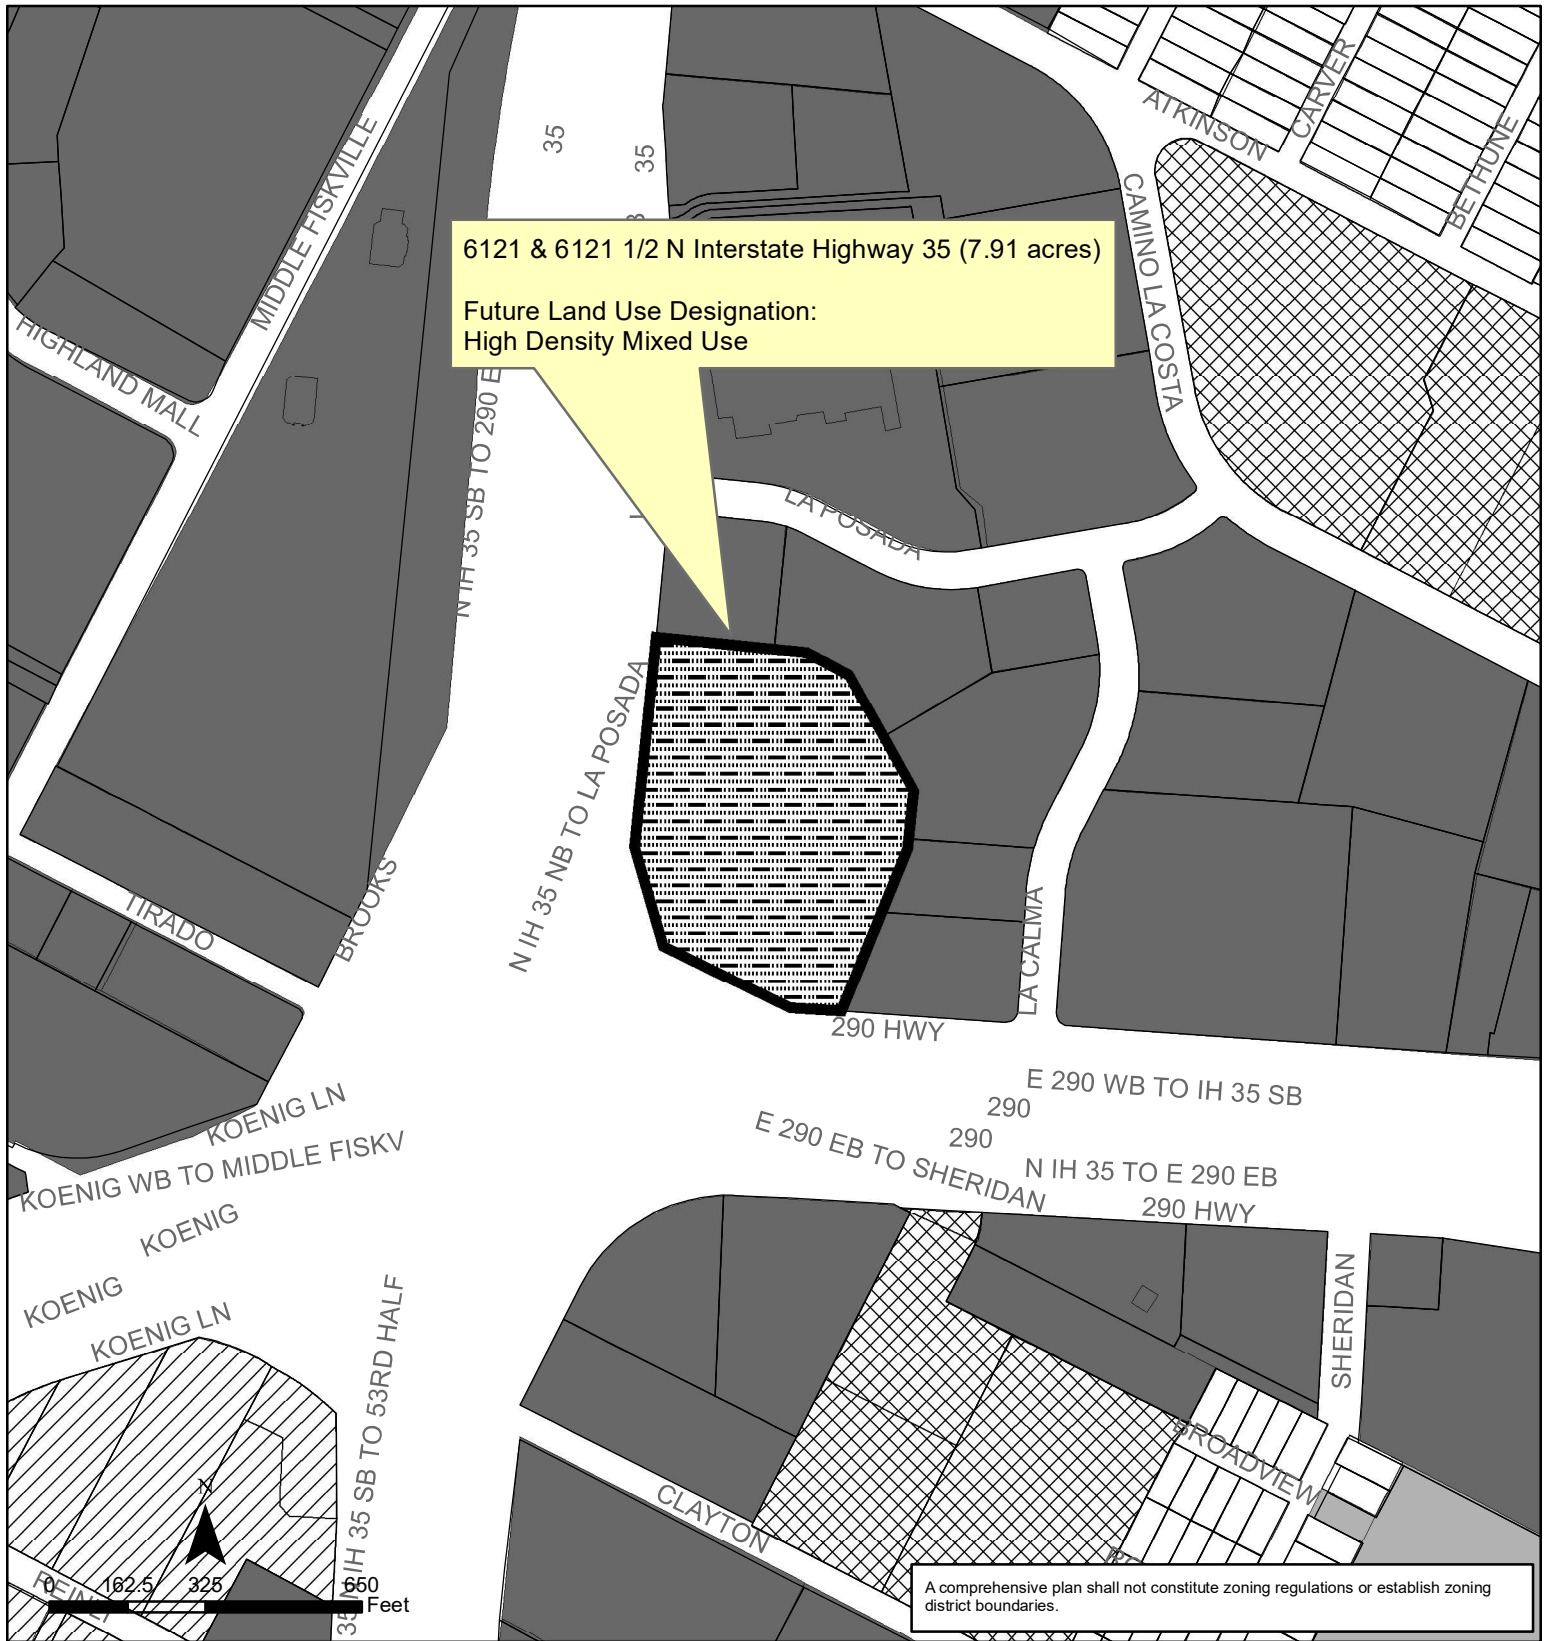 ATKINSON
CARVER
BETHUNE
35
35
MIDDLE FISKVILLE
CAMINO LA COSTA
6121 & 6121 1/2 N Interstate Highway 35 (7.91 acres)
Future Land Use Designation:
High Density Mixed Use
HIGHLAND MALL
N IH 35 SB TO 290 E
LA POSADA
N IH 35 NB TO LA POSADA
BROOKS
TIRADO
LA CALMA
290 HWY
E 290 WB TO IH 35 SB
290
290
E 290 EB TO SHERIDAN
N IH 35 TO E 290 EB
290 HWY
KOENIG LN
KOENIG WB TO MIDDLE FISKV
KOENIG
KOENIG
KOENIG LN
N IH 35 SB TO 53RD HALF
35
SHERIDAN
BROADVIEW
CLAYTON
REINLI
N
0 162.5 325 650
Feet
A comprehensive plan shall not constitute zoning regulations or establish zoning
district boundaries.